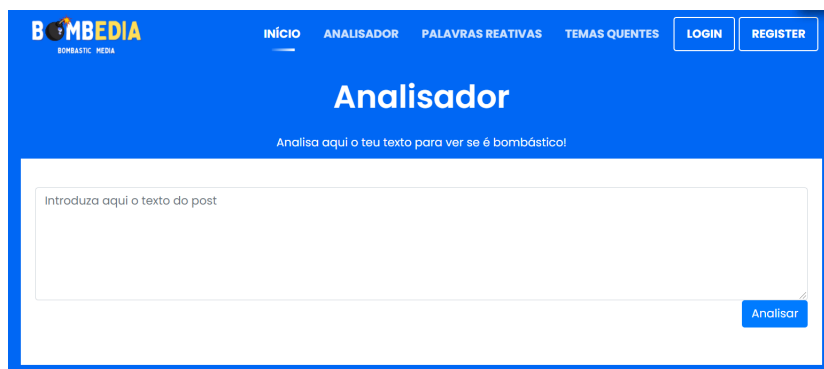 BOMBEDIA
BOMBASTIC MEDIA
INÍCIO ANALISADOR PALAVRAS REATIVAS TEMAS QUENTES LOGIN REGISTER
Analisador
Analisa aqui o teu texto para ver se é bombástico!
Introduza aqui o texto do post
Analisar